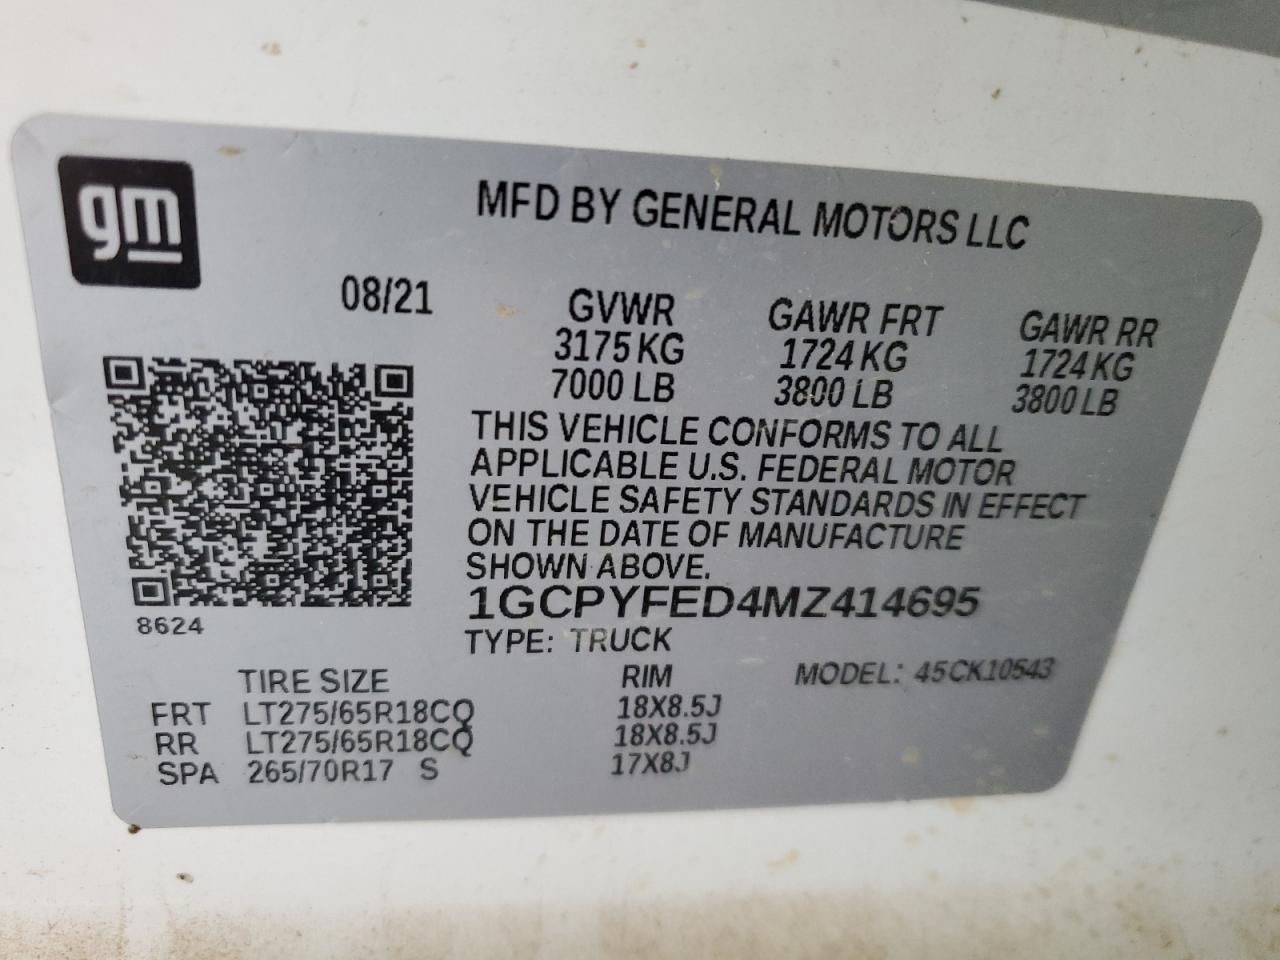 gm
MFD BY GENERAL MOTORS LLC
08/21
GVWR GAWR FRT GAWR RR
3175 KG 1724 KG 1724 KG
7000 LB 3800 LB 3800 LB
THIS VEHICLE CONFORMS TO ALL
APPLICABLE U.S. FEDERAL MOTOR
VEHICLE SAFETY STANDARDS IN EFFECT
ON THE DATE OF MANUFACTURE
SHOWN ABOVE.
1GCPYFED4MZ414695
8624
TYPE: TRUCK
TIRE SIZE RIM MODEL: 45CK10543
FRT LT275/65R18CQ 18X8.5J
RR LT275/65R18CQ 18X8.5J
SPA 265/70R17 S 17X8J